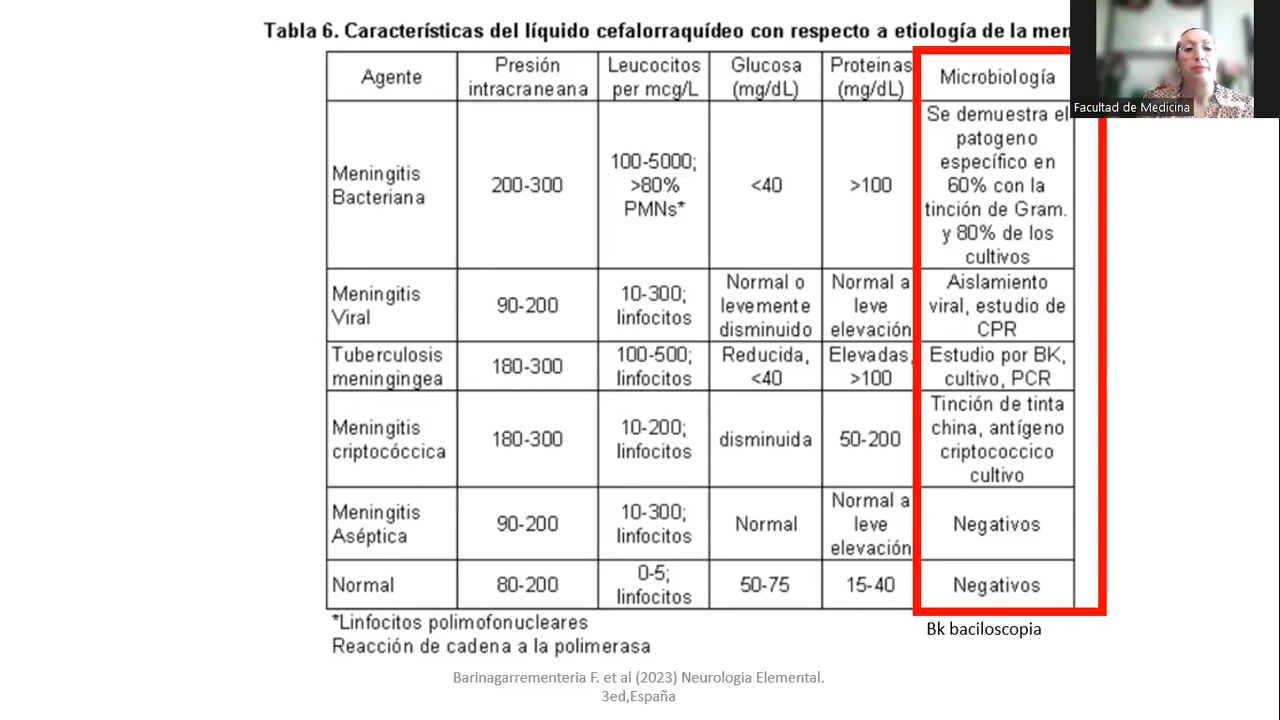 Tabla 6. Características del líquido cefalorraquídeo con respecto a etiología de la men
Facultad de Medicina
Agente
Presión
intracraneana
Leucocitos
per mcg/L
Glucosa
(mg/dL)
Proteinas
(mg/dL)
Microbiología
Meningitis
Bacteriana
200-300
100-5000;
>80%
PMNs*
<40
>100
Se demuestra el
patogeno
específico en
60% con la
tinción de Gram.
y 80% de los
cultivos
Meningitis
Viral
90-200
10-300;
linfocitos
Normal o
levemente
disminuido
Normal a
leve
elevación
Aislamiento
viral, estudio de
CPR
Tuberculosis
meningingea
180-300
100-500;
linfocitos
Reducida,
<40
Elevadas,
>100
Estudio por BK,
cultivo, PCR
Meningitis
criptocóccica
180-300
10-200;
linfocitos
disminuida
50-200
Tinción de tinta
china, antígeno
criptococcico
cultivo
Meningitis
Aséptica
90-200
10-300;
linfocitos
Normal
Normal a
leve
elevación
Negativos
Normal
80-200
0-5;
linfocitos
50-75
15-40
Negativos
*Linfocitos polimofonucleares
Reacción de cadena a la polimerasa
Bk baciloscopia
Barinagarrementeria F. et al (2023) Neurologia Elemental.
3ed,España